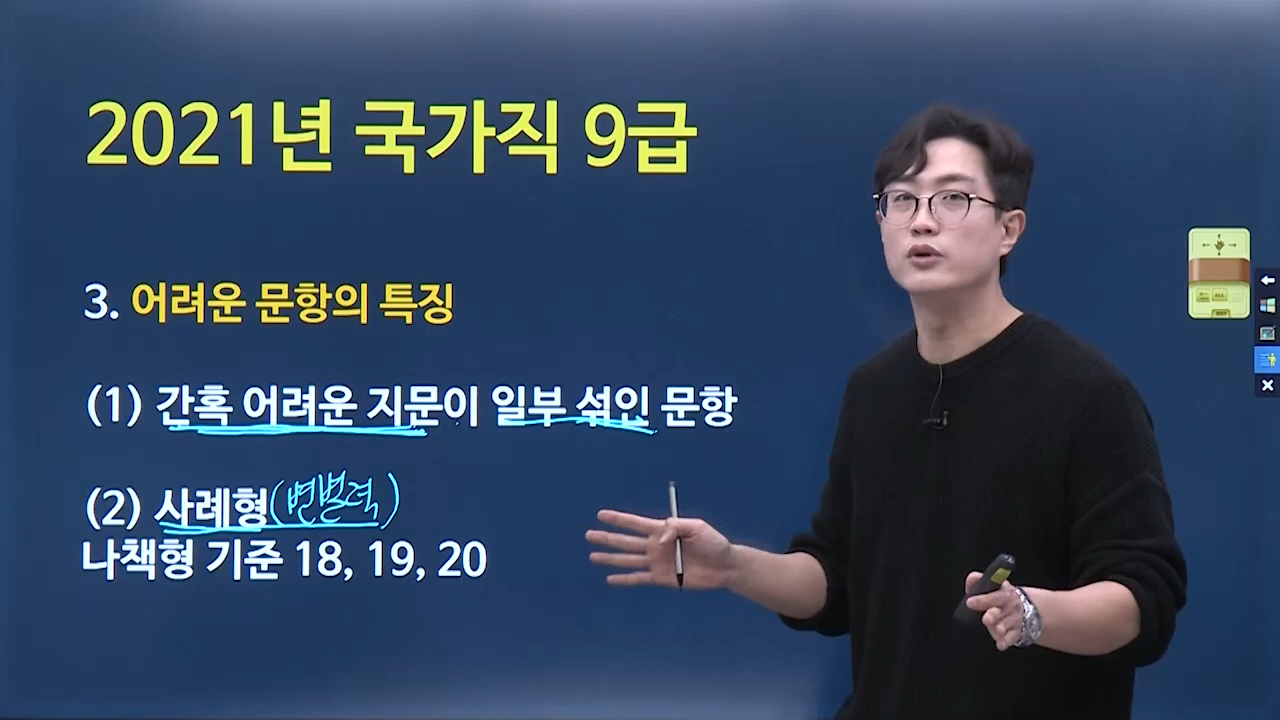 2021년 국가직 9급
3. 어려운 문항의 특징
(1) 간혹 어려운 지문이 일부 섞인 문항
(2) 사례형(변별력)
나책형 기준 18, 19, 20